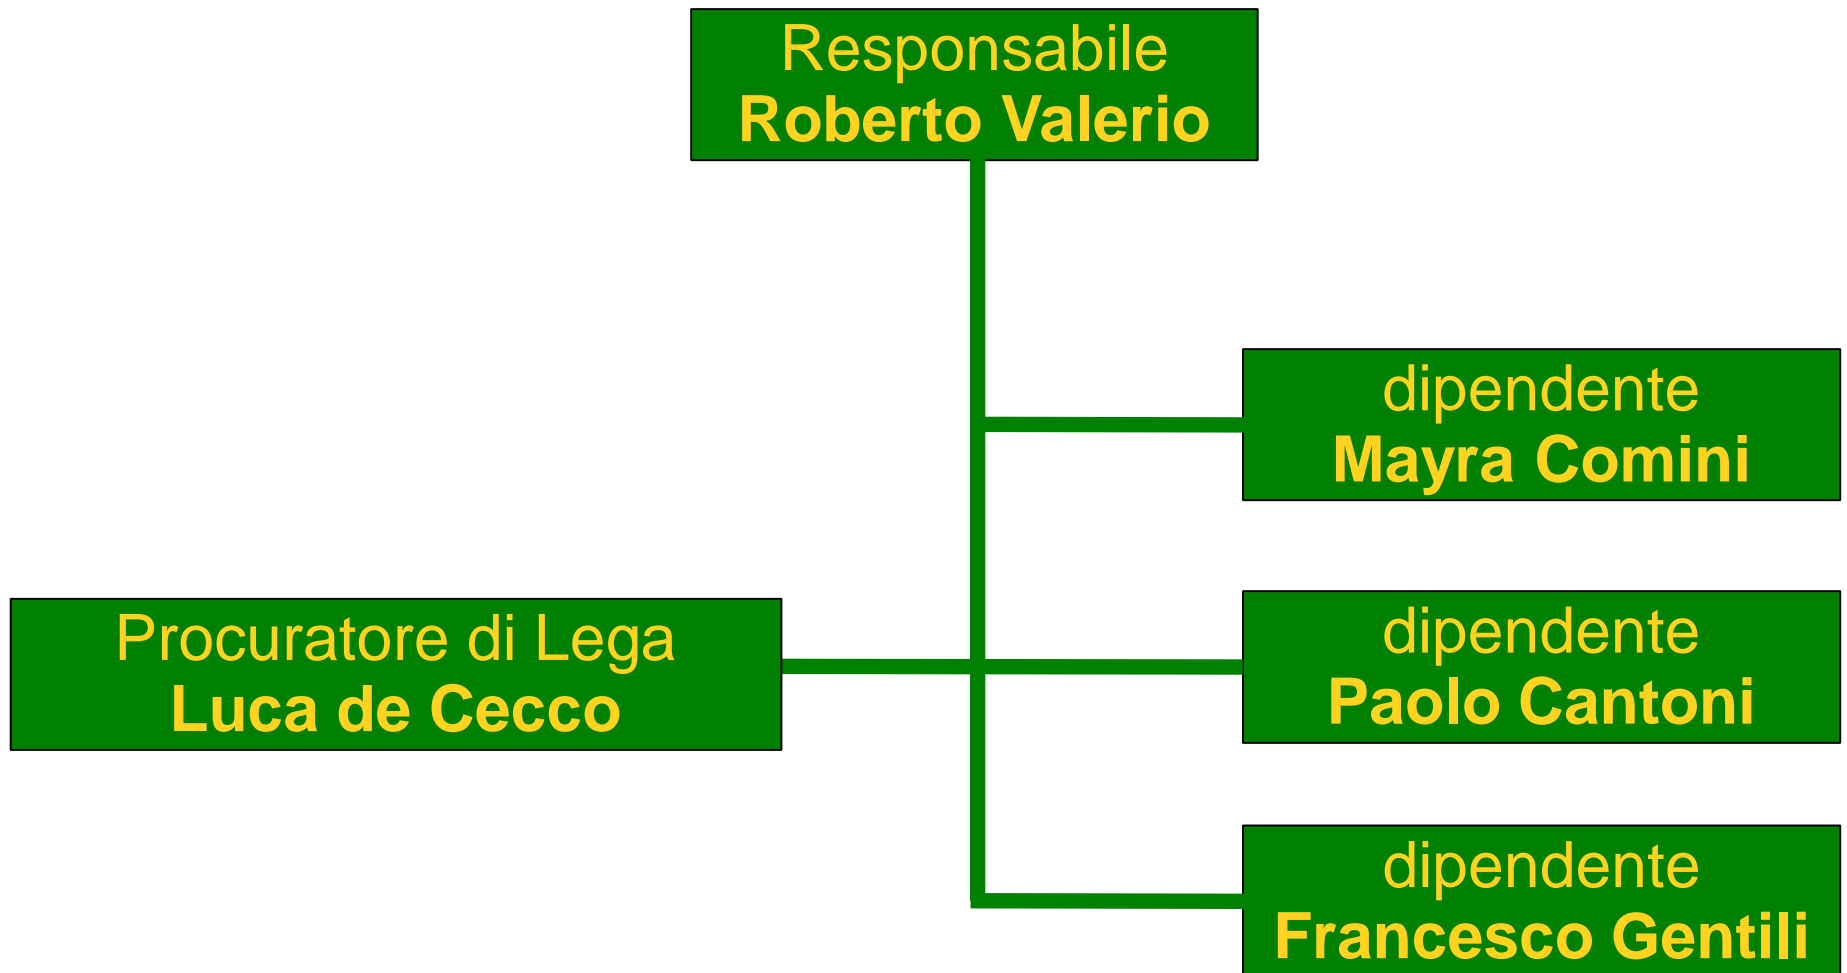 Responsabile
Roberto Valerio
dipendente
Mayra Comini
Procuratore di Lega
Luca de Cecco
dipendente
Paolo Cantoni
dipendente
Francesco Gentili